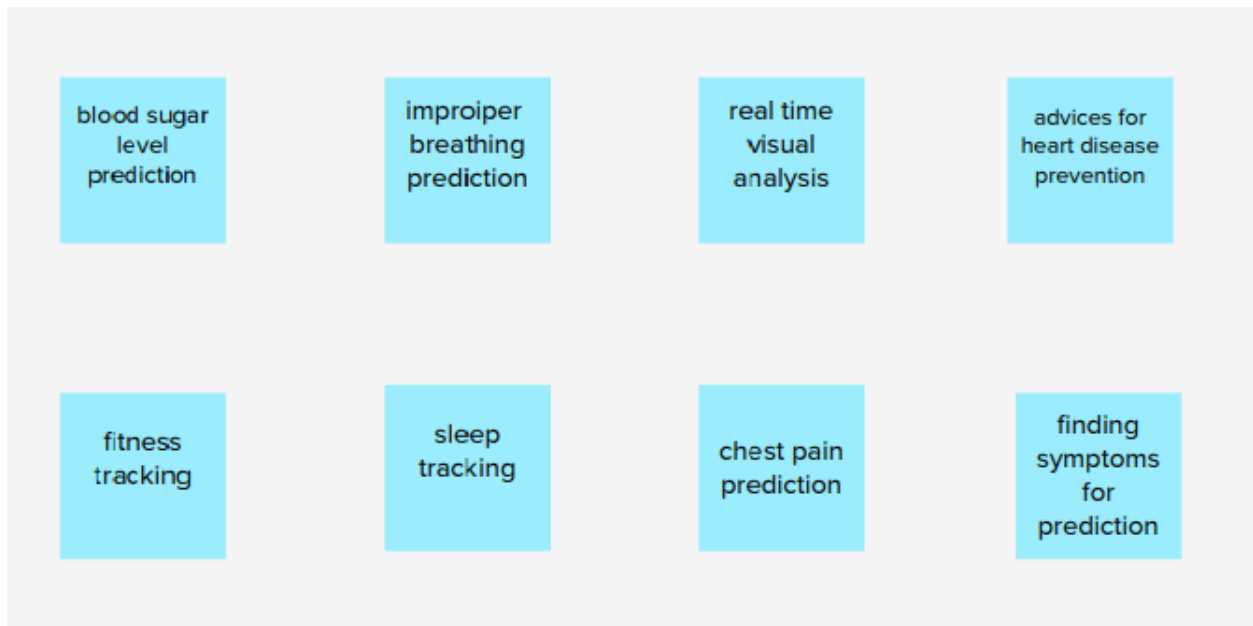 blood sugar
level
prediction
improiper
breathing
prediction
real time
visual
analysis
advices for
heart disease
prevention
fitness
tracking
sleep
tracking
chest pain
prediction
finding
symptoms
for
prediction